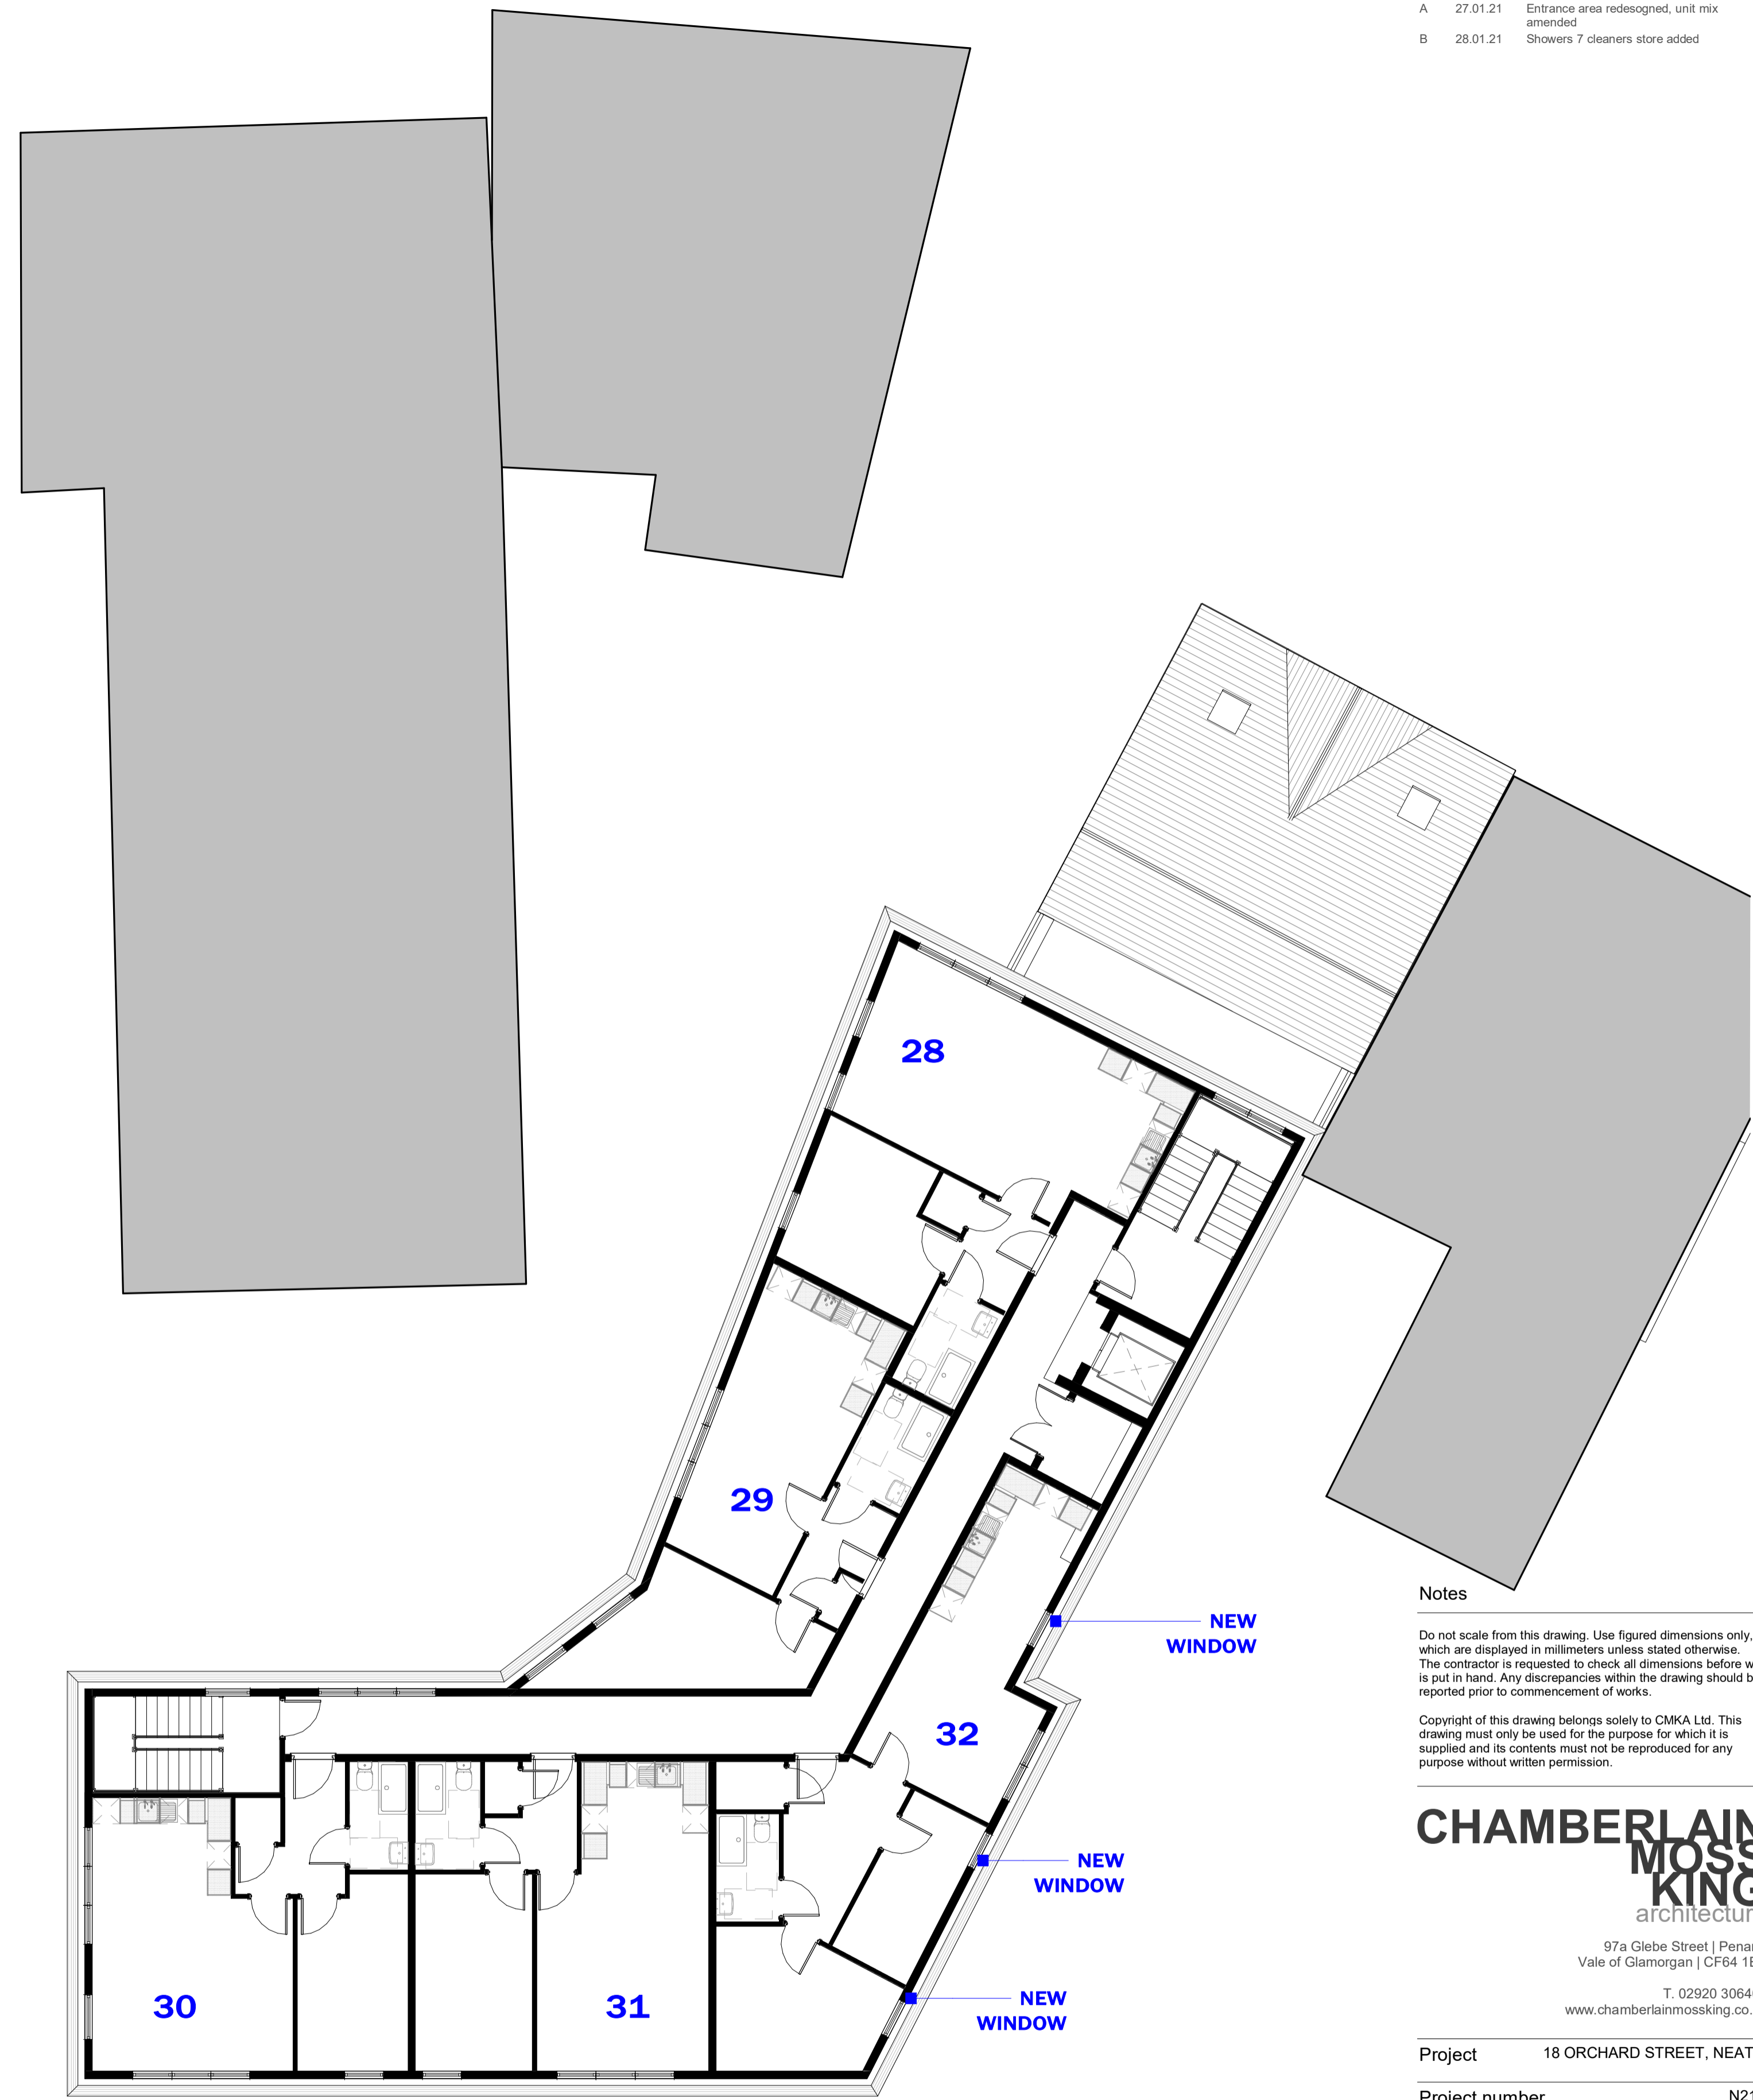 A 27.01.21 Entrance area redesogned, unit mix
amended
B 28.01.21 Showers 7 cleaners store added
28
29
NEW
WINDOW
32
NEW
WINDOW
30
31
NEW
WINDOW
Notes
Do not scale from this drawing. Use figured dimensions only,
which are displayed in millimeters unless stated otherwise.
The contractor is requested to check all dimensions before w
is put in hand. Any discrepancies within the drawing should b
reported prior to commencement of works.
Copyright of this drawing belongs solely to CMKA Ltd. This
drawing must only be used for the purpose for which it is
supplied and its contents must not be reproduced for any
purpose without written permission.
CHAMBERLAIN
MOSS
KING
architectur
97a Glebe Street | Penar
Vale of Glamorgan | CF64 1E
T. 02920 3064
www.chamberlainmossking.co.
Project 18 ORCHARD STREET, NEAT
Project number N21